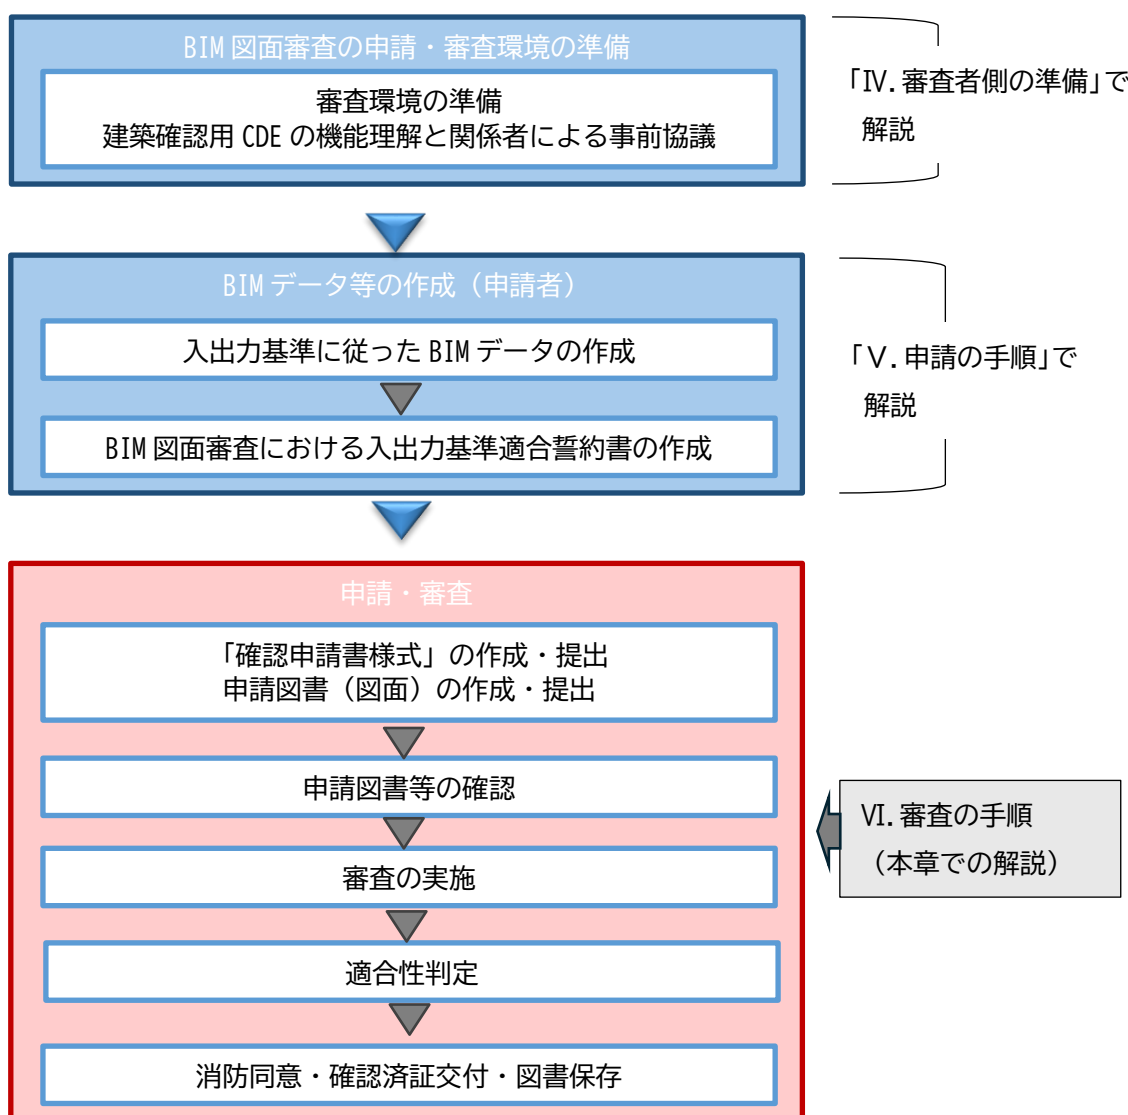 BIM図面審査の申請・審査環境の準備
審査環境の準備
建築確認用CDEの機能理解と関係者による事前協議
「Ⅳ.審査者側の準備」で
解説
BIMデータ等の作成（申請者）
入出力基準に従ったBIMデータの作成
BIM図面審査における入出力基準適合誓約書の作成
「Ⅴ.申請の手順」で
解説
申請・審査
「確認申請書様式」の作成・提出
申請図書（図面）の作成・提出
申請図書等の確認
審査の実施
適合性判定
消防同意・確認済証交付・図書保存
Ⅵ.審査の手順
（本章での解説）